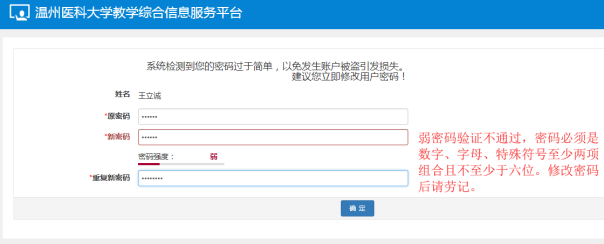 温州医科大学教学综合信息服务平台
系统检测到您的密码过于简单，以免发生账户被盗引发损失。
建议您立即修改用户密码！
姓名 王立诚
*原密码 ••••••
*新密码 ••••••
密码强度： 弱
*重复新密码 ••••••••
弱密码验证不通过，密码必须是
数字、字母、特殊符号至少两项
组合且不至少于六位。修改密码
后请劳记。
确 定